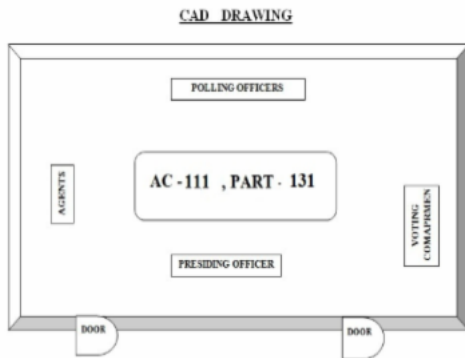 CAD DRAWING
POLLING OFFICERS
AC-111 , PART - 131
AGENTS
VOTING
COMAPRMEN
PRESIDING OFFICER
DOOR
DOOR